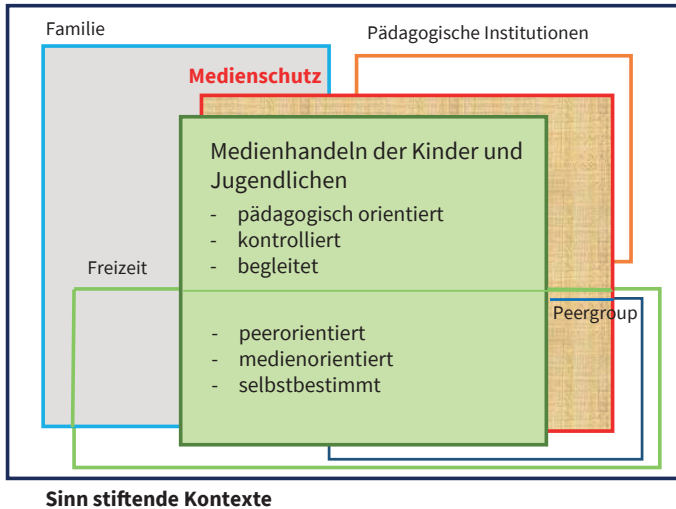 Familie
Pädagogische Institutionen
Medienschutz
Medienhandeln der Kinder und
Jugendlichen
- pädagogisch orientiert
- kontrolliert
- begleitet
Freizeit
Peergroup
- peerorientiert
- medienorientiert
- selbstbestimmt
Sinn stiftende Kontexte